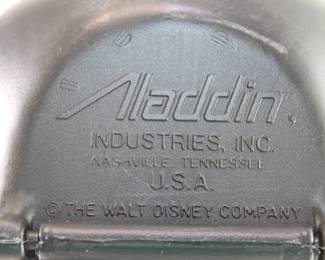 Aladdin
INDUSTRIES, INC.
NASHVILLE, TENNESSEE
U.S.A.
© THE WALT DISNEY COMPANY